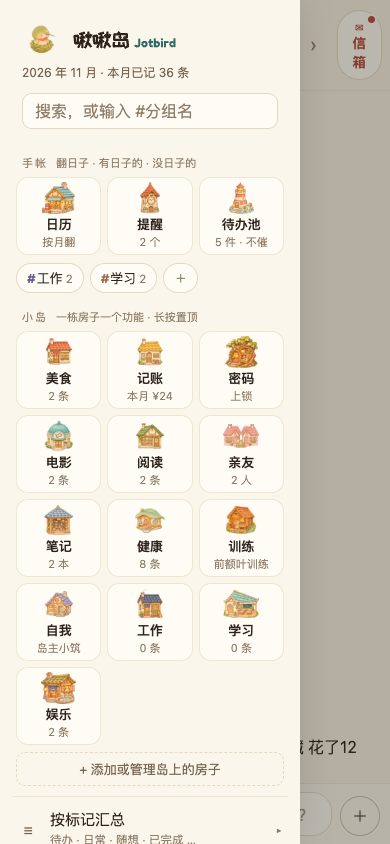 啾啾岛 Jotbird
2026 年 11 月 · 本月已记 36 条
搜索，或输入 #分组名
手帐 翻日子 · 有日子的 · 没日子的
日历
按月翻
提醒
2 个
待办池
5 件 · 不催
#工作 2
#学习 2
+
小岛 一栋房子一个功能 · 长按置顶
美食
2 条
记账
本月 ¥24
密码
上锁
电影
2 条
阅读
2 条
亲友
2 人
笔记
2 本
健康
8 条
训练
前额叶训练
自我
岛主小筑
工作
0 条
学习
0 条
娱乐
2 条
+ 添加或管理岛上的房子
按标记汇总
待办 · 日常 · 随想 · 已完成 ...
信
箱
花了12
?
+